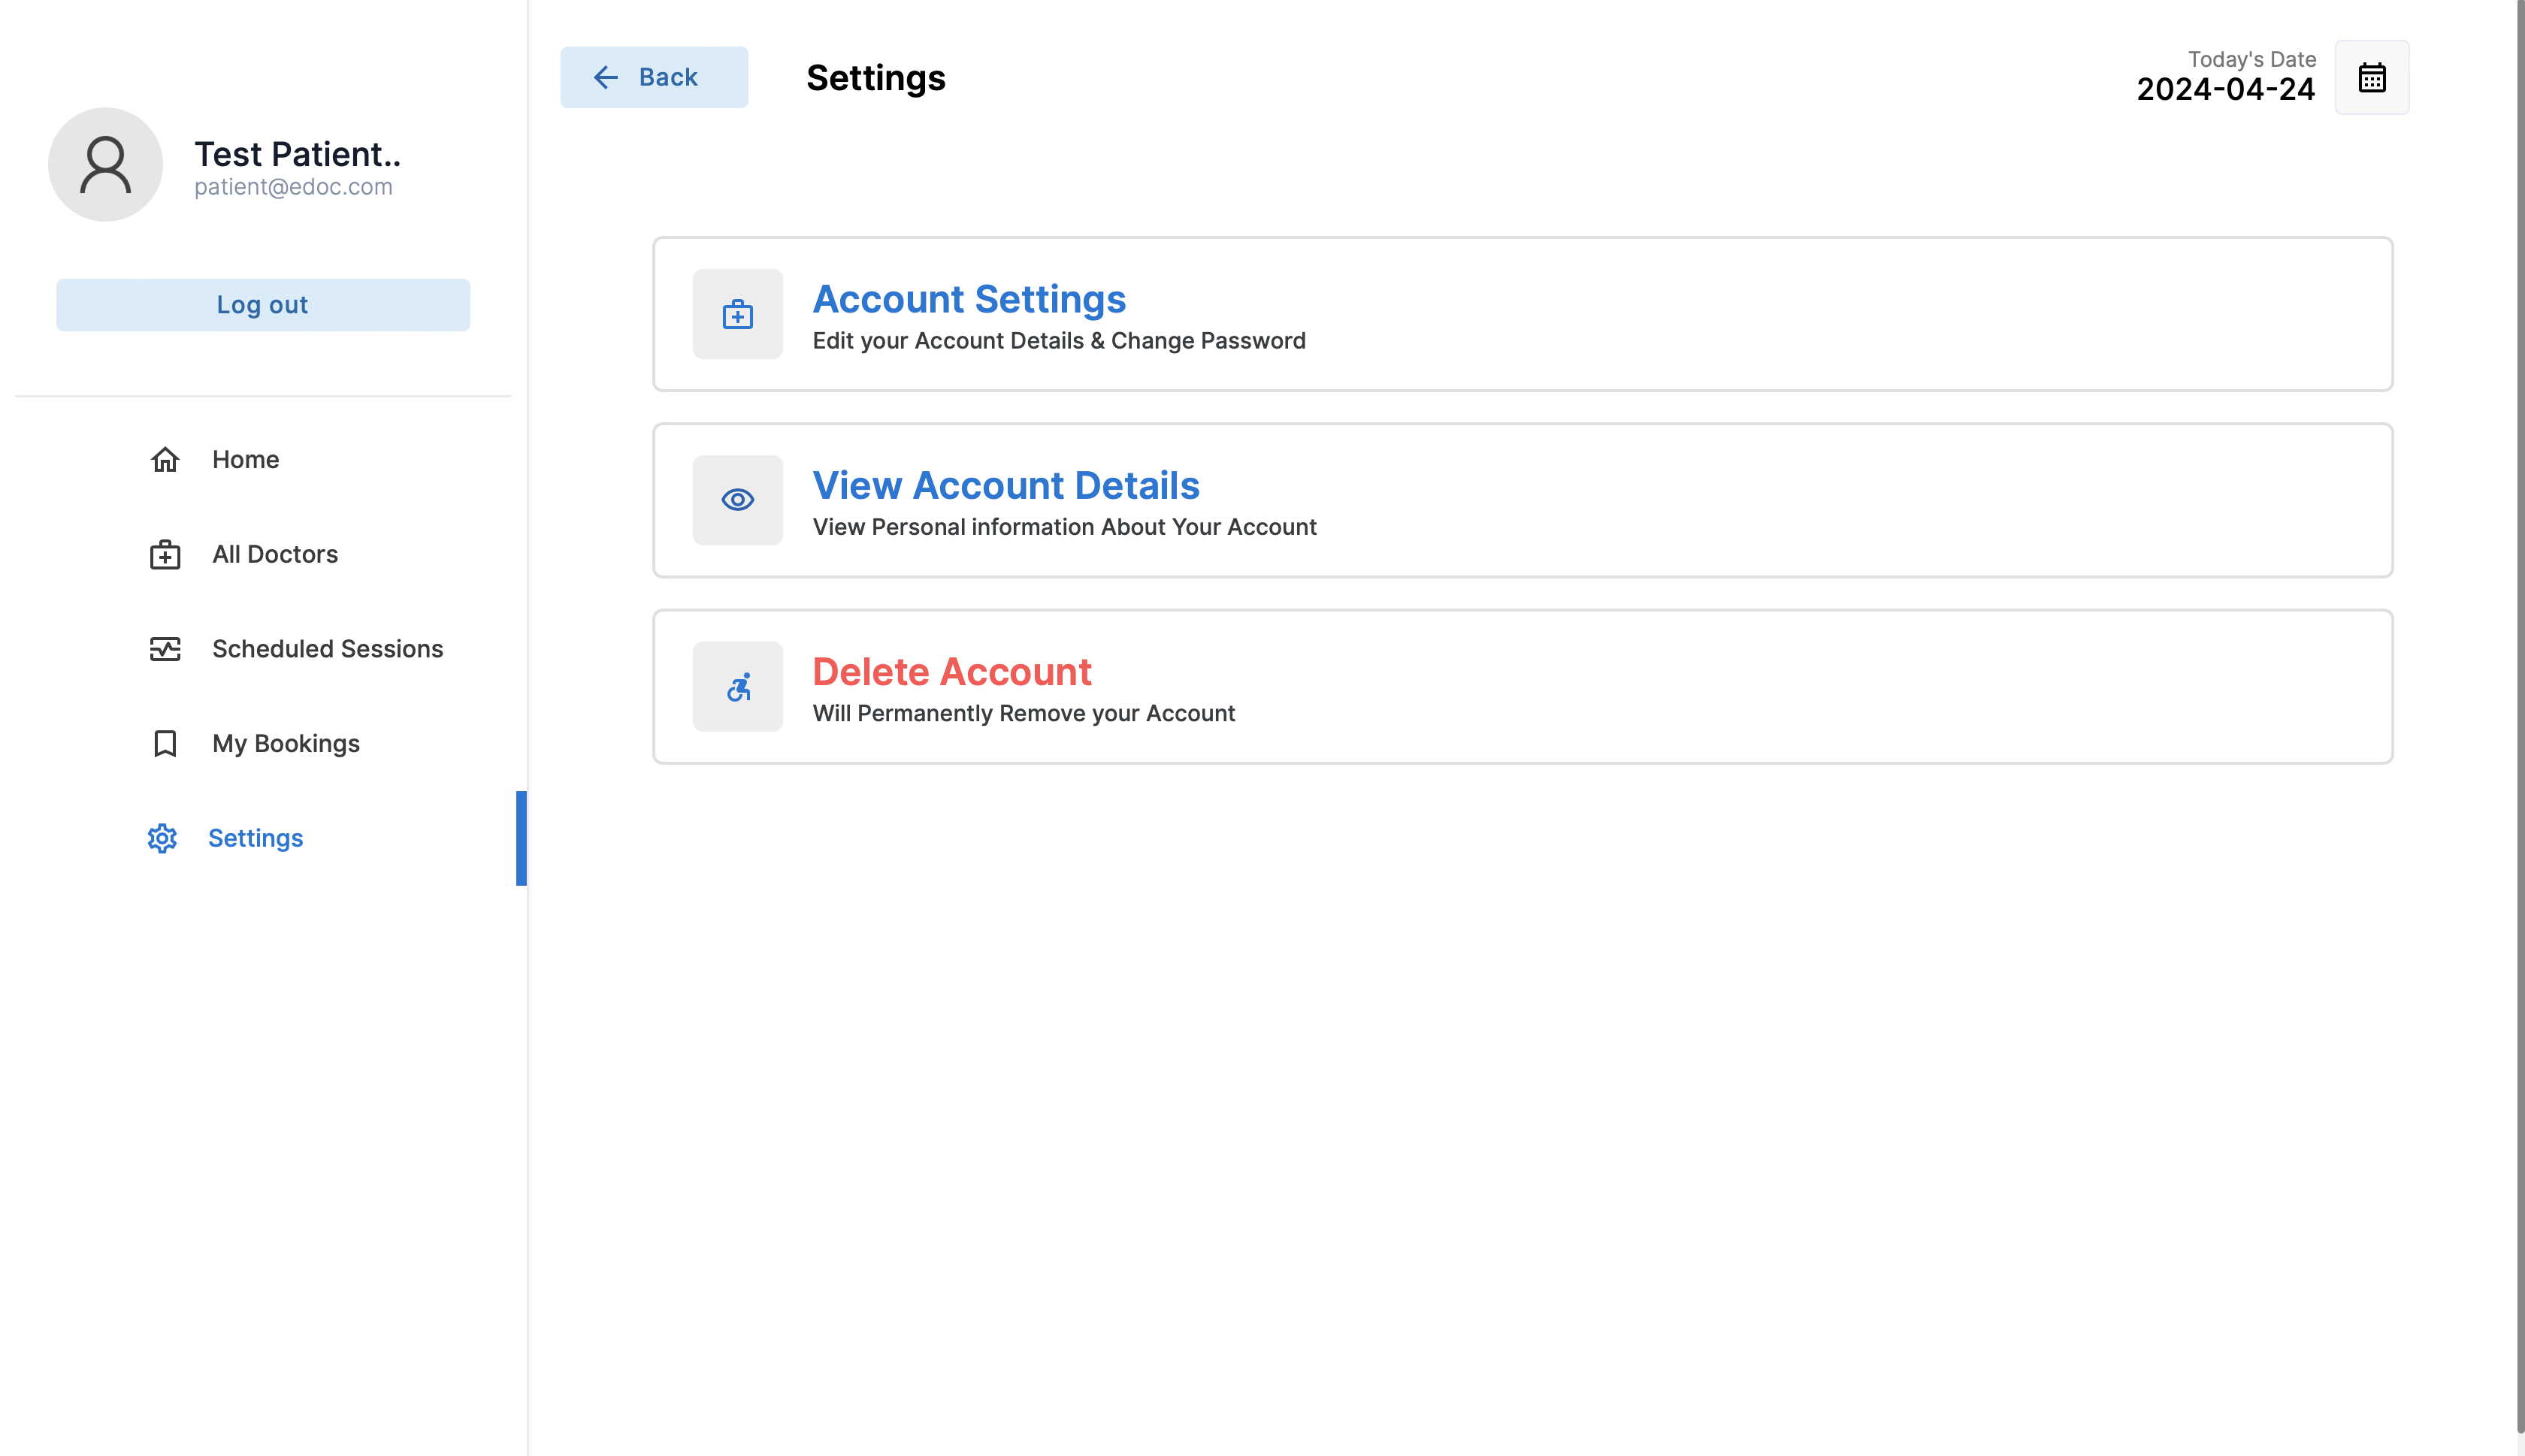 Test Patient..
patient@edoc.com
Log out
Home
All Doctors
Scheduled Sessions
My Bookings
Settings
Back
Settings
Today's Date
2024-04-24
Account Settings
Edit your Account Details & Change Password
View Account Details
View Personal information About Your Account
Delete Account
Will Permanently Remove your Account